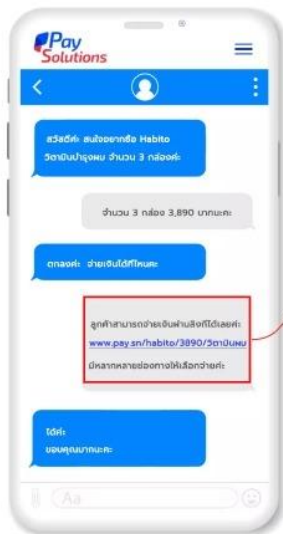 Pay
Solutions
สวัสดีค่ะ สนใจอยากซื้อ Habito
วิตามินบำรุงผม จำนวน 3 กล่องค่ะ
จำนวน 3 กล่อง 3,890 บาทนะคะ
ตกลงค่ะ จ่ายเงินได้ที่ไหนคะ
ลูกค้าสามารถจ่ายเงินผ่านลิงก์ได้เลยค่ะ
www.pay.sn/habito/3890/วิตามินผม
มีหลากหลายช่องทางให้เลือกจ่ายค่ะ
ได้ค่ะ
ขอบคุณมากนะคะ
Aa